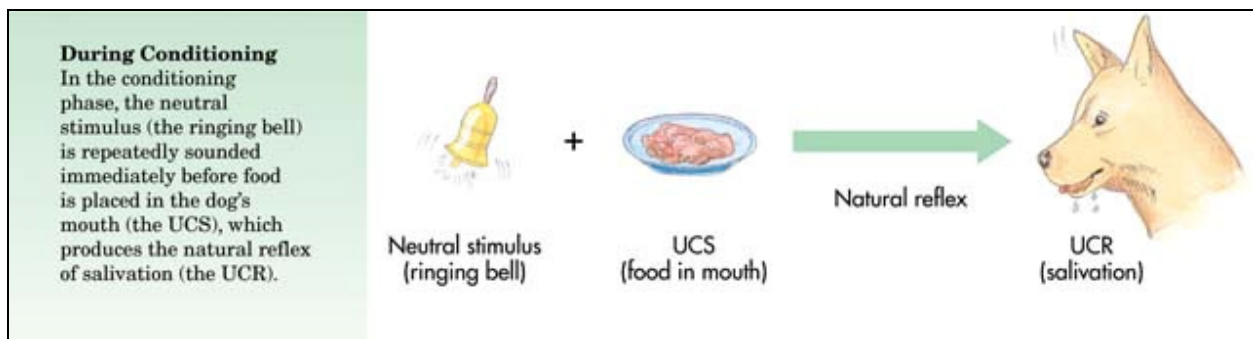 During Conditioning
In the conditioning
phase, the neutral
stimulus (the ringing bell)
is repeatedly sounded
immediately before food
is placed in the dog's
mouth (the UCS), which
produces the natural reflex
of salivation (the UCR).
+
Natural reflex
Neutral stimulus
(ringing bell)
UCS
(food in mouth)
UCR
(salivation)